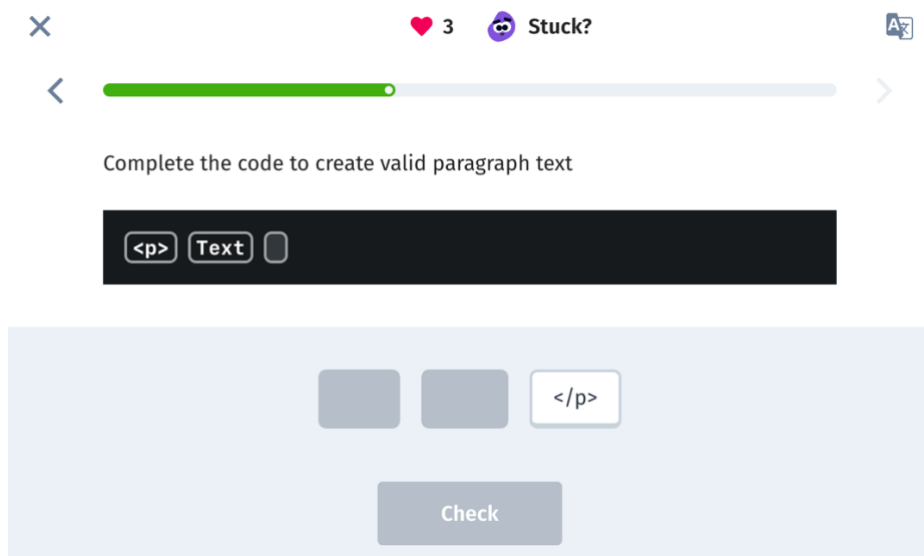 3 Stuck?
Complete the code to create valid paragraph text
<p> Text
</p>
Check